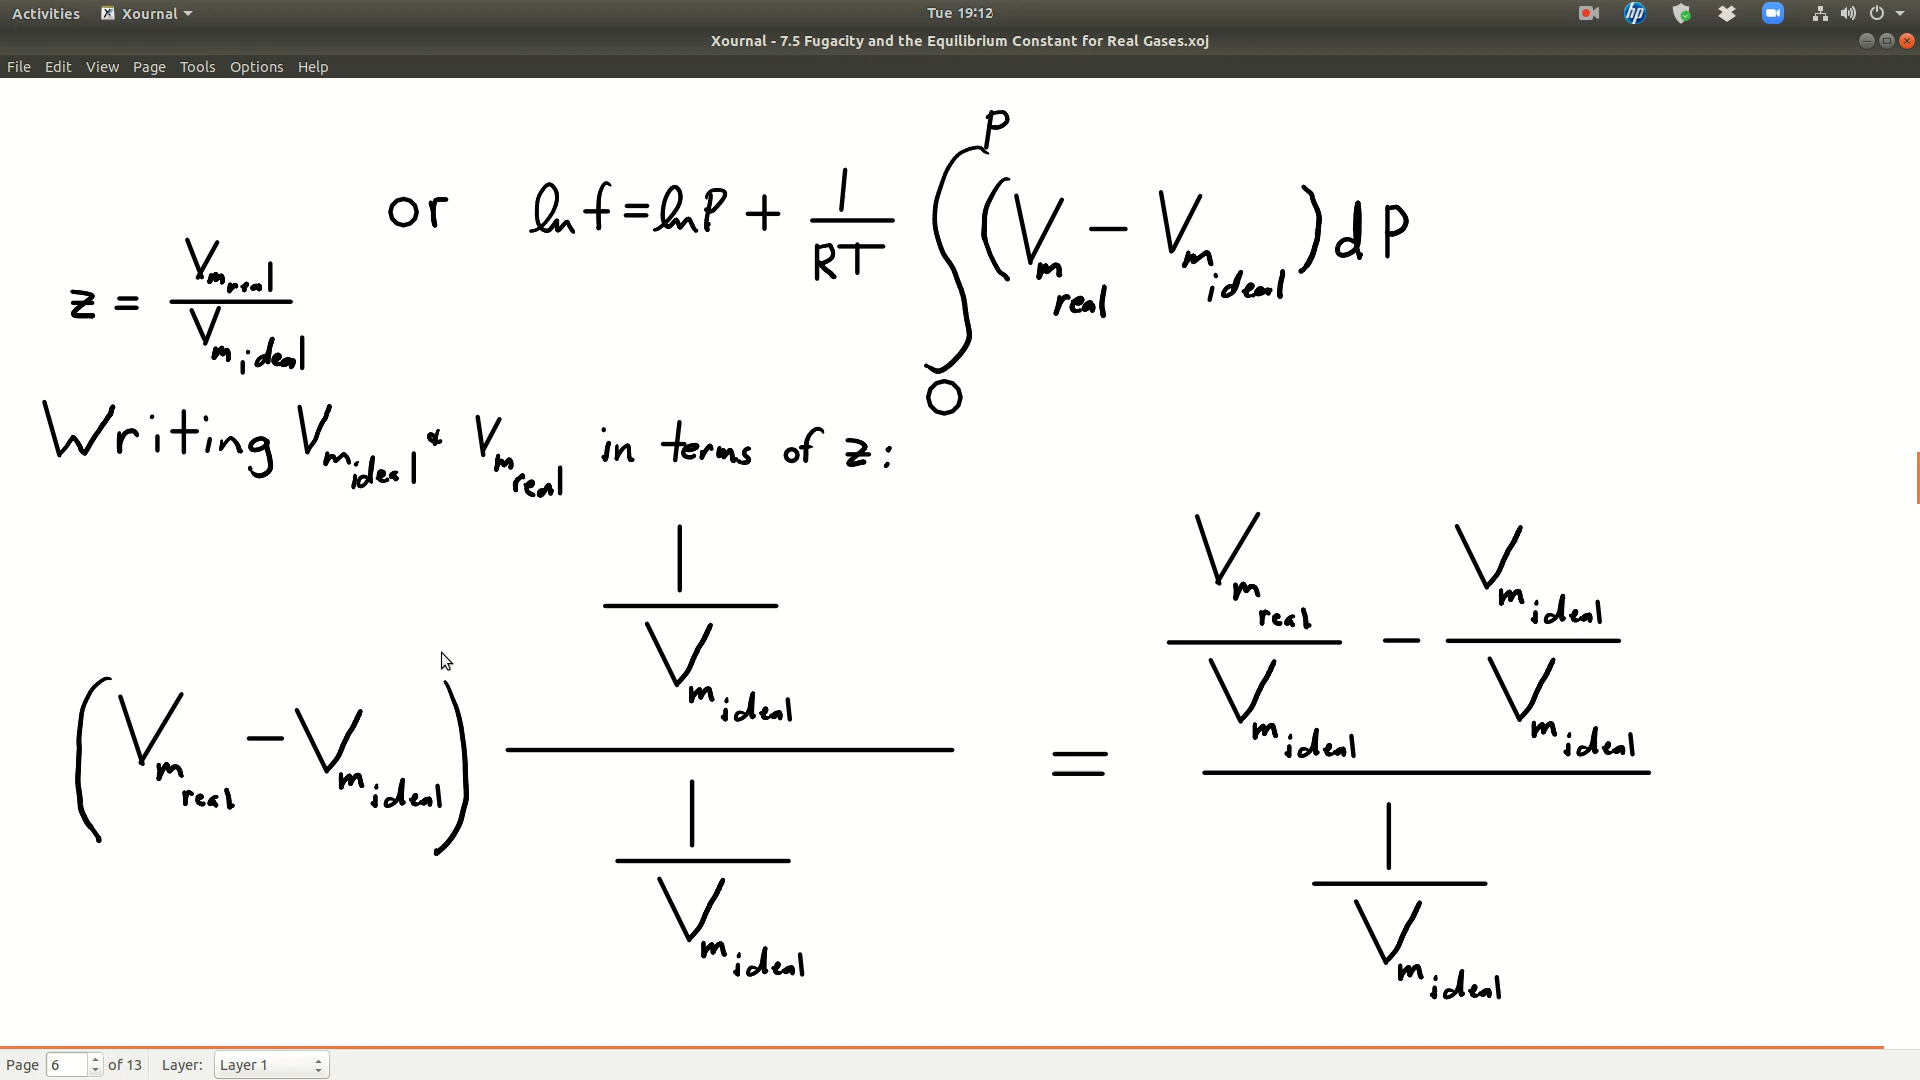 Activities Xournal Tue 19:12
Xournal - 7.5 Fugacity and the Equilibrium Constant for Real Gases.xoj
File Edit View Page Tools Options Help
or ln f = ln P + 1/RT ∫₀^P (V_m real − V_m ideal) dP
z = V_m real / V_m ideal
Writing V_m ideal & V_m real in terms of z:
(V_m real − V_m ideal) (1 / V_m ideal) / (1 / V_m ideal) = (V_m real / V_m ideal − V_m ideal / V_m ideal) / (1 / V_m ideal)
Page 6 of 13 Layer: Layer 1